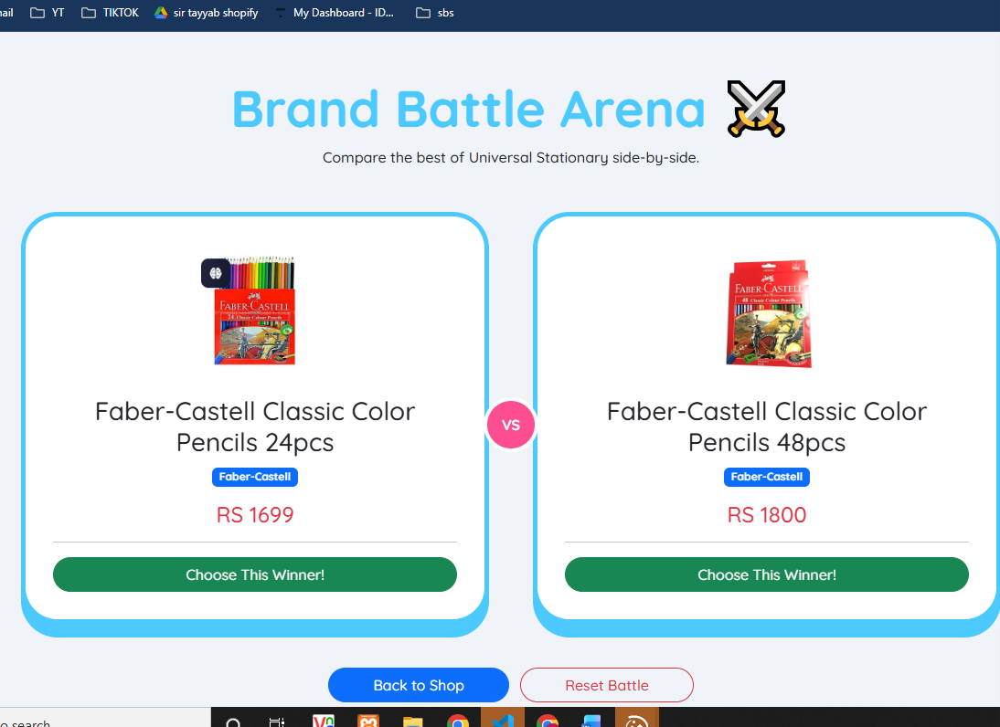 ail YT TIKTOK sir tayyab shopify My Dashboard - ID... sbs
Brand Battle Arena
Compare the best of Universal Stationary side-by-side.
FABER-CASTELL
24 Classic Colour Pencils
Faber-Castell Classic Color
Pencils 24pcs
Faber-Castell
RS 1699
Choose This Winner!
VS
FABER-CASTELL
48 Classic Colour Pencils
Faber-Castell Classic Color
Pencils 48pcs
Faber-Castell
RS 1800
Choose This Winner!
Back to Shop Reset Battle
o search